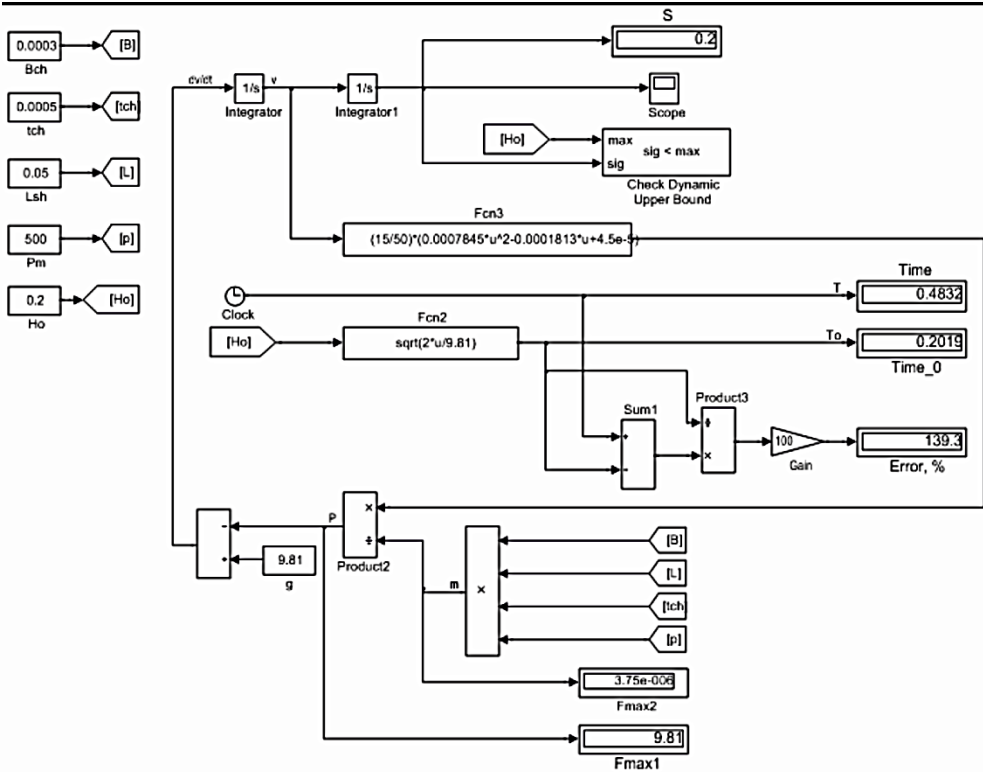 S
0.2
0.0003
[B]
Bch
dv/dt
1/s
v
1/s
Integrator
Integrator1
Scope
0.0005
[tch]
tch
[Ho]
max
sig < max
sig
Check Dynamic
Upper Bound
0.05
[L]
Lsh
Fcn3
500
[p]
Pm
(15/50)*(0.0007845*u^2-0.0001813*u+4.5e-5)
Time
0.2
[Ho]
Ho
T
0.4832
Clock
Fcn2
[Ho]
sqrt(2*u/9.81)
To
0.2019
Time_0
Product3
Sum1
+
-
÷
×
100
Gain
139.3
Error, %
P
×
÷
Product2
-
+
9.81
g
m
×
[B]
[L]
[tch]
[p]
3.75e-006
Fmax2
9.81
Fmax1